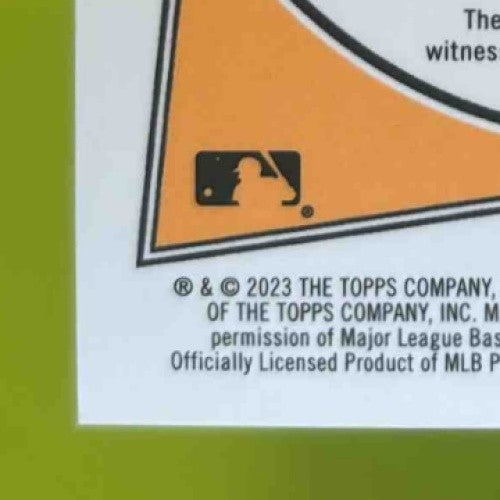 The
witnes
® & © 2023 THE TOPPS COMPANY,
OF THE TOPPS COMPANY, INC. M
permission of Major League Bas
Officially Licensed Product of MLB P